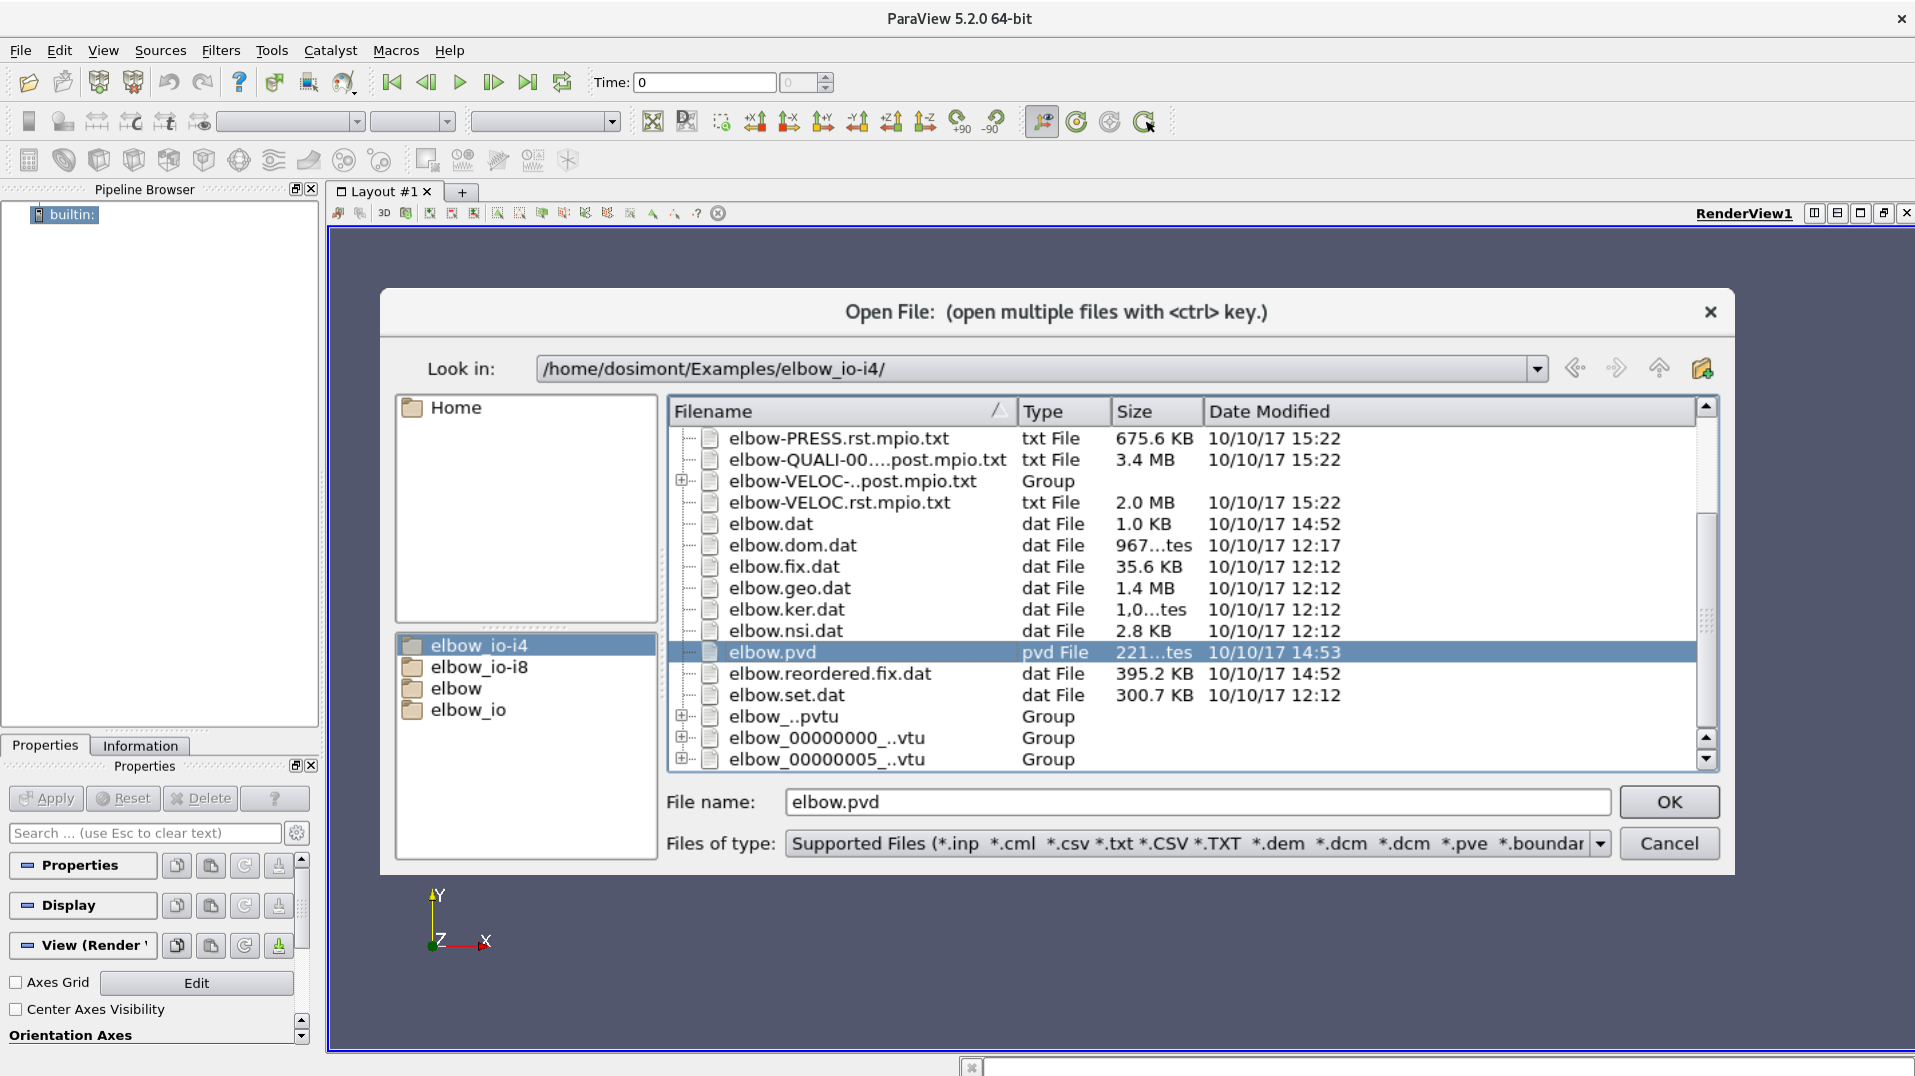 ParaView 5.2.0 64-bit
File Edit View Sources Filters Tools Catalyst Macros Help
Time: 0 0
+X -X +Y -Y +Z -Z +90 -90
Pipeline Browser
Layout #1
builtin:
3D
RenderView1
Open File: (open multiple files with <ctrl> key.)
Look in: /home/dosimont/Examples/elbow_io-i4/
Home
elbow_io-i4
elbow_io-i8
elbow
elbow_io
Filename Type Size Date Modified
elbow-PRESS.rst.mpio.txt txt File 675.6 KB 10/10/17 15:22
elbow-QUALI-00....post.mpio.txt txt File 3.4 MB 10/10/17 15:22
elbow-VELOC-..post.mpio.txt Group
elbow-VELOC.rst.mpio.txt txt File 2.0 MB 10/10/17 15:22
elbow.dat dat File 1.0 KB 10/10/17 14:52
elbow.dom.dat dat File 967...tes 10/10/17 12:17
elbow.fix.dat dat File 35.6 KB 10/10/17 12:12
elbow.geo.dat dat File 1.4 MB 10/10/17 12:12
elbow.ker.dat dat File 1,0...tes 10/10/17 12:12
elbow.nsi.dat dat File 2.8 KB 10/10/17 12:12
elbow.pvd pvd File 221...tes 10/10/17 14:53
elbow.reordered.fix.dat dat File 395.2 KB 10/10/17 14:52
elbow.set.dat dat File 300.7 KB 10/10/17 12:12
elbow_..pvtu Group
elbow_00000000_..vtu Group
elbow_00000005_..vtu Group
File name: elbow.pvd OK
Files of type: Supported Files (*.inp *.cml *.csv *.txt *.CSV *.TXT *.dem *.dcm *.dcm *.pve *.boundar Cancel
Properties Information
Properties
Apply Reset Delete ?
Search ... (use Esc to clear text)
Properties
Display
View (Render
Axes Grid Edit
Center Axes Visibility
Orientation Axes
Y
Z X